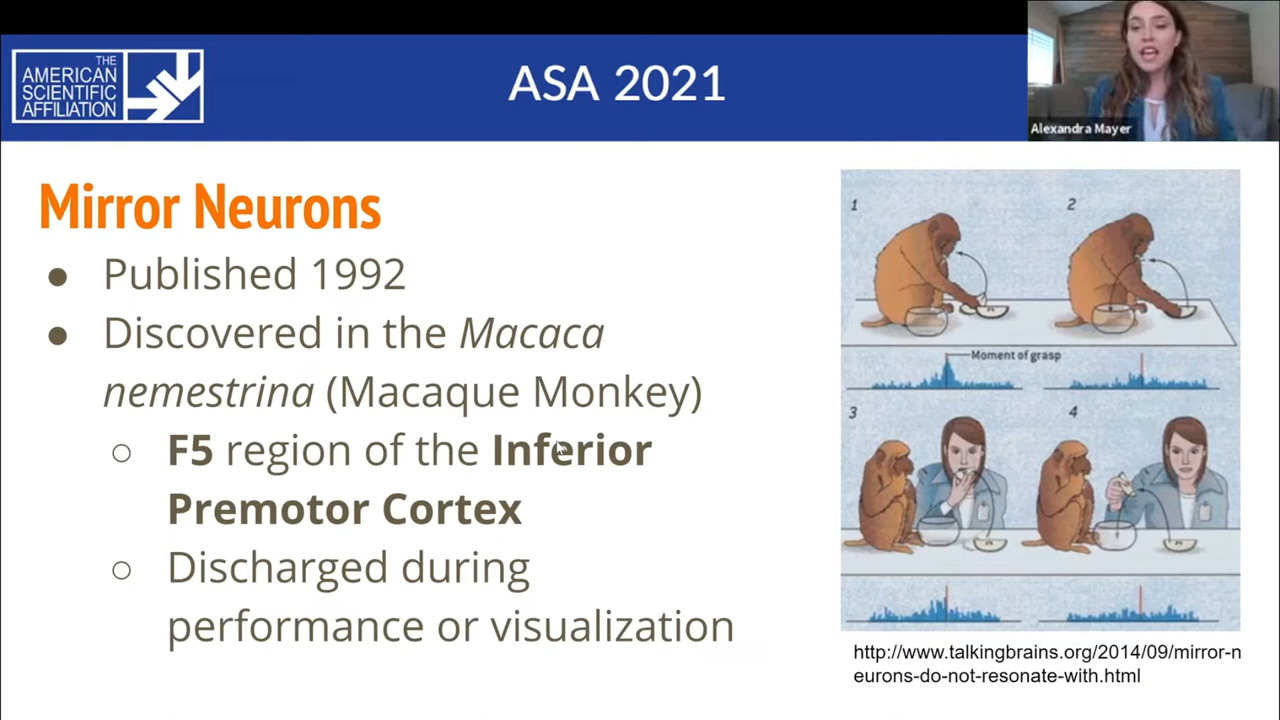 THE
AMERICAN
SCIENTIFIC
AFFILIATION
ASA 2021
Alexandra Mayer
Mirror Neurons
● Published 1992
● Discovered in the Macaca
nemestrina (Macaque Monkey)
○ F5 region of the Inferior
Premotor Cortex
○ Discharged during
performance or visualization
1
2
Moment of grasp
3
4
http://www.talkingbrains.org/2014/09/mirror-n
eurons-do-not-resonate-with.html